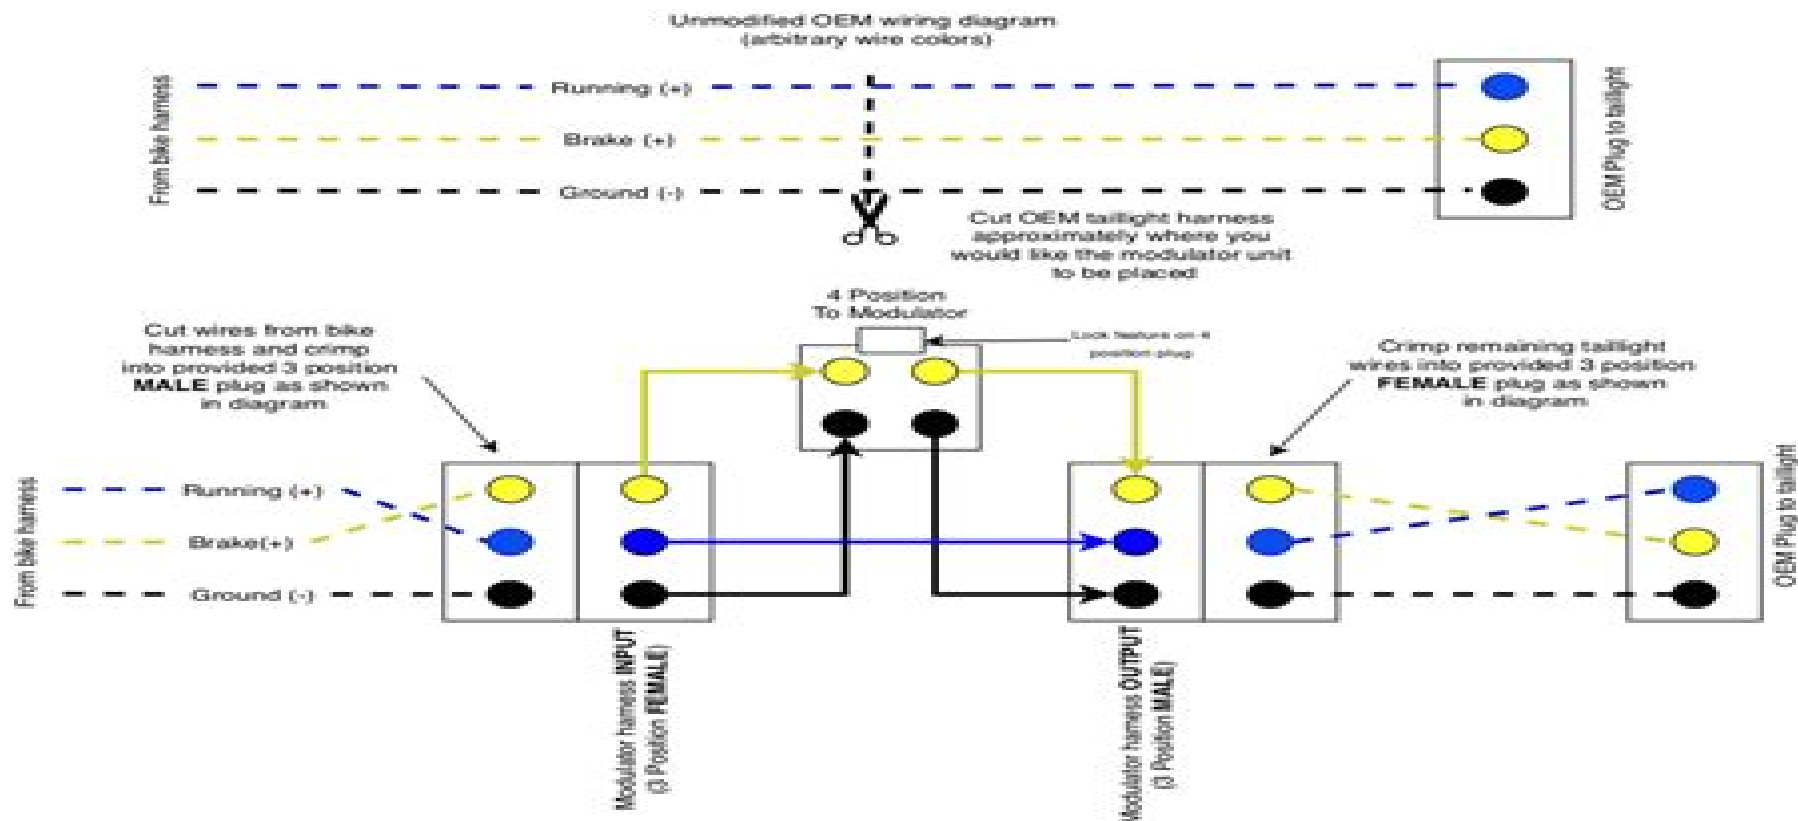 Unmodified OEM wiring diagram
(arbitrary wire colors)
From bike harness
Running (+)
Brake (+)
Ground (-)
OEM Plug to taillight
Cut OEM taillight harness
approximately where you
would like the modulator unit
to be placed
4 Position
To Modulator
Lock feature on 4
position plug
Cut wires from bike
harness and crimp
into provided 3 position
MALE plug as shown
in diagram
Crimp remaining taillight
wires into provided 3 position
FEMALE plug as shown
in diagram
From bike harness
Running (+)
Brake(+)
Ground (-)
OEM Plug to taillight
Modulator harness INPUT
(3 Position FEMALE)
Modulator harness OUTPUT
(3 Position MALE)